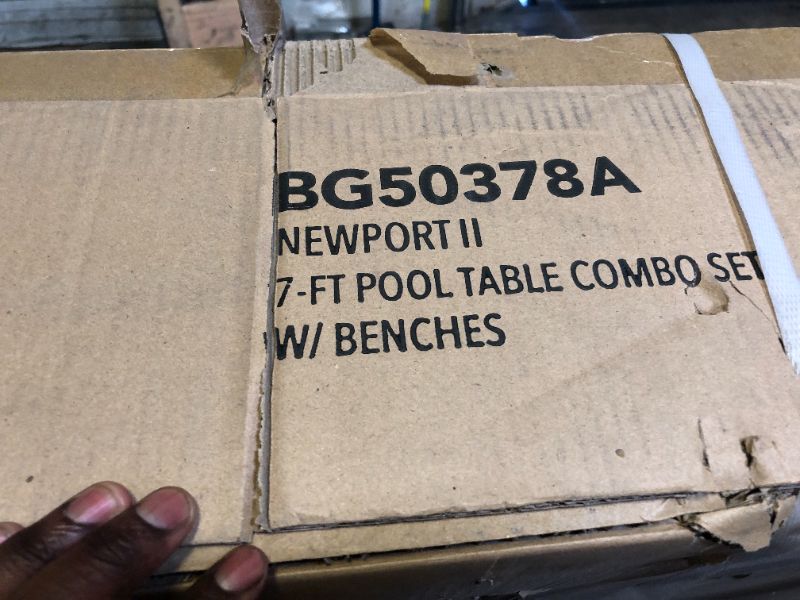 BG50378A
NEWPORT II
7-FT POOL TABLE COMBO SET
W/ BENCHES